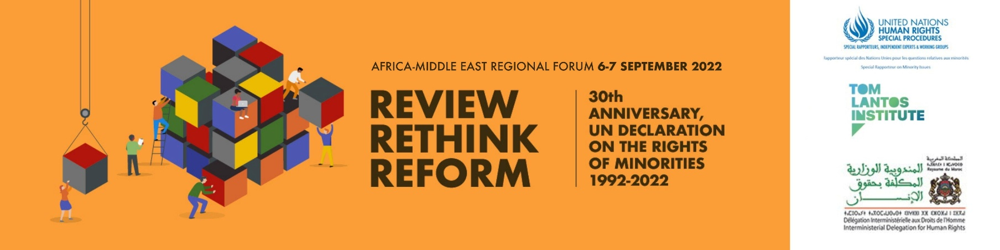 AFRICA-MIDDLE EAST REGIONAL FORUM 6-7 SEPTEMBER 2022
REVIEW
RETHINK
REFORM
30th
ANNIVERSARY,
UN DECLARATION
ON THE RIGHTS
OF MINORITIES
1992-2022
UNITED NATIONS
HUMAN RIGHTS
SPECIAL PROCEDURES
SPECIAL RAPPORTEURS, INDEPENDENT EXPERTS & WORKING GROUPS
Rapporteur spécial des Nations Unies pour les questions relatives aux minorités
Special Rapporteur on Minority Issues
TOM
LANTOS
INSTITUTE
المملكة المغربية
Royaume du Maroc
المندوبية الوزارية
المكلفة بحقوق
الإنسان
Délégation Interministérielle aux Droits de l'Homme
Interministerial Delegation for Human Rights